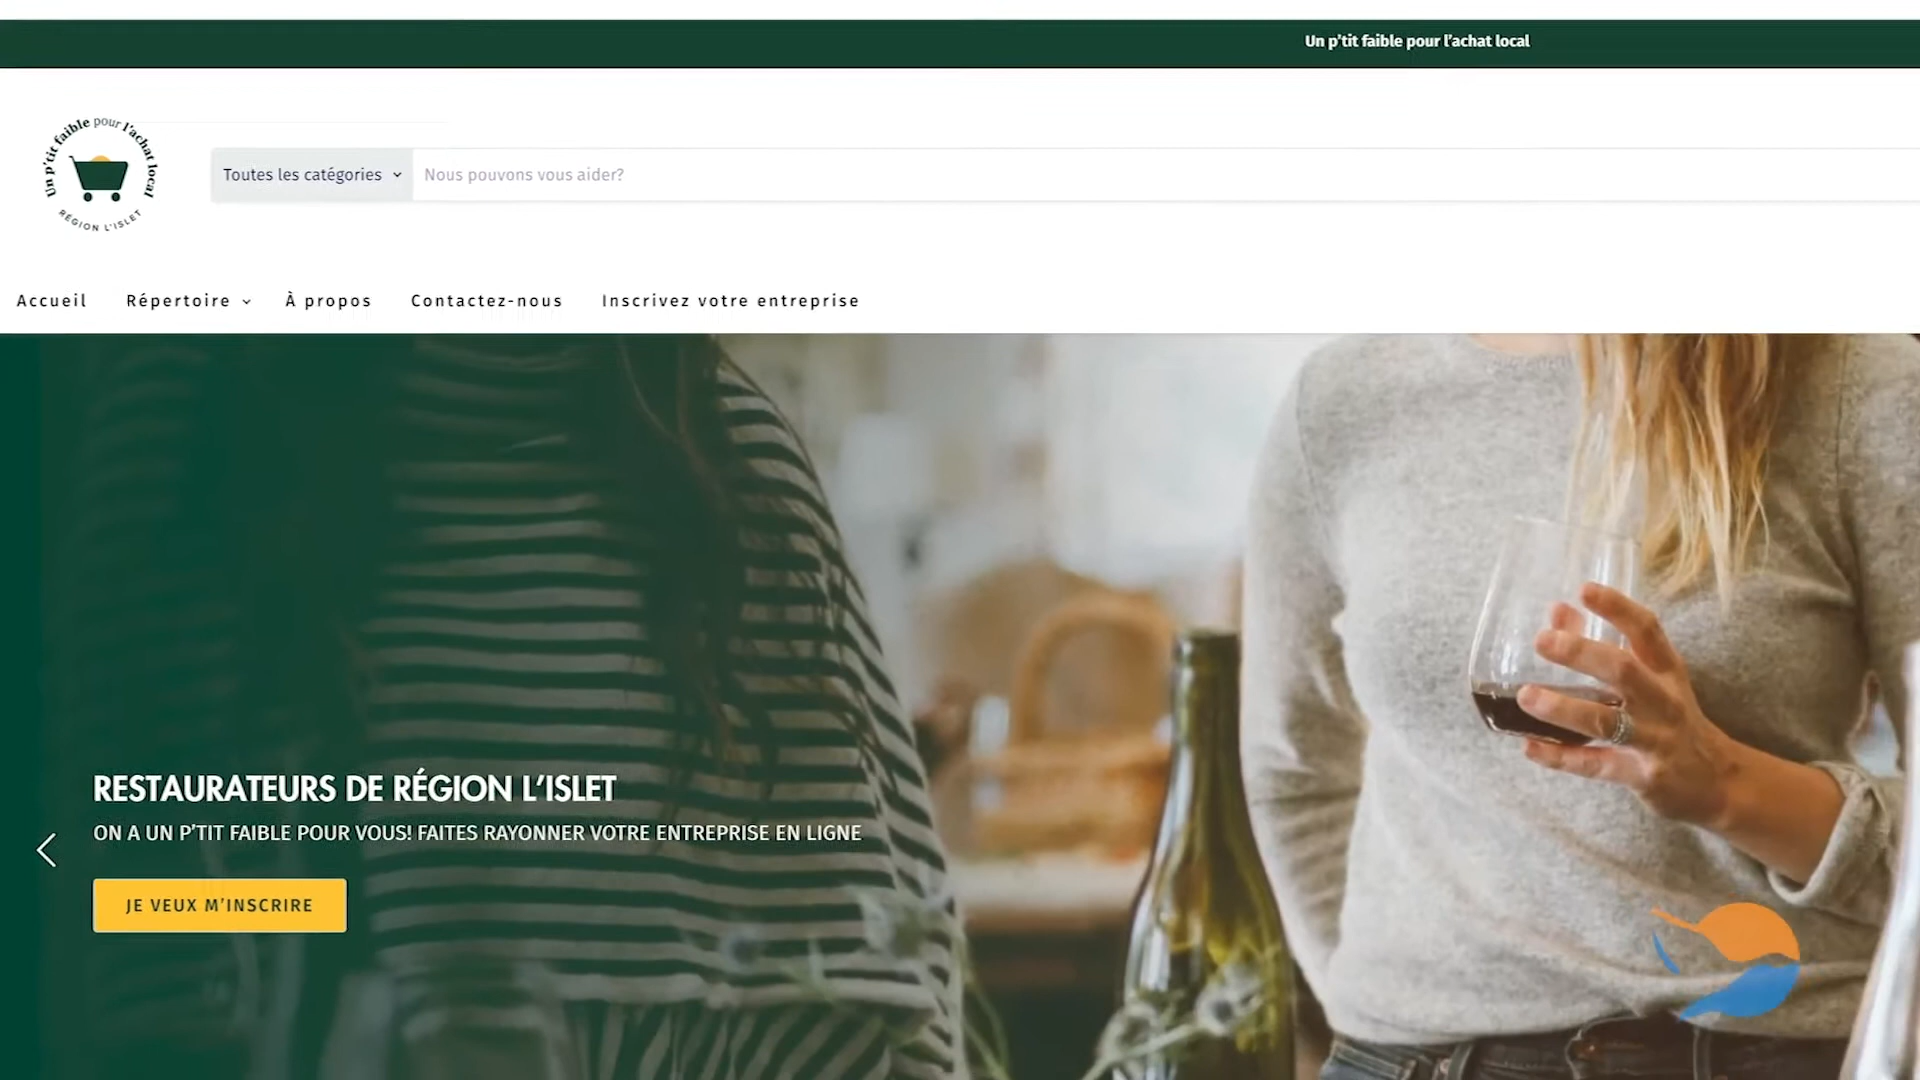 Un p'tit faible pour l'achat local
Un p'tit faible pour l'achat local
RÉGION L'ISLET
Toutes les catégories
Nous pouvons vous aider?
Accueil
Répertoire
À propos
Contactez-nous
Inscrivez votre entreprise
RESTAURATEURS DE RÉGION L'ISLET
ON A UN P'TIT FAIBLE POUR VOUS! FAITES RAYONNER VOTRE ENTREPRISE EN LIGNE
JE VEUX M'INSCRIRE